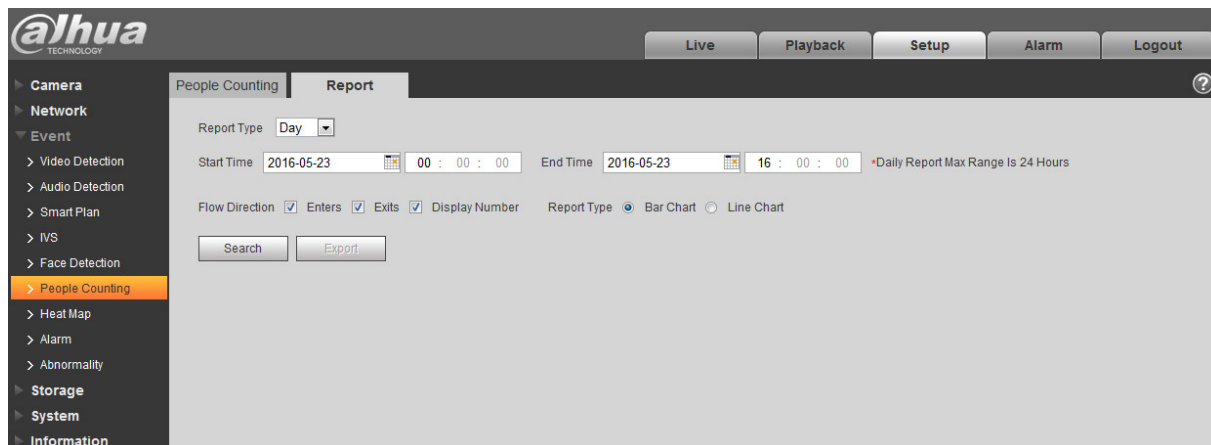 alhua
TECHNOLOGY
Live Playback Setup Alarm Logout
Camera
Network
Event
Video Detection
Audio Detection
Smart Plan
IVS
Face Detection
People Counting
Heat Map
Alarm
Abnormality
Storage
System
Information
People Counting Report
?
Report Type Day
Start Time 2016-05-23 00 : 00 : 00 End Time 2016-05-23 16 : 00 : 00 *Daily Report Max Range Is 24 Hours
Flow Direction Enters Exits Display Number Report Type Bar Chart Line Chart
Search Export